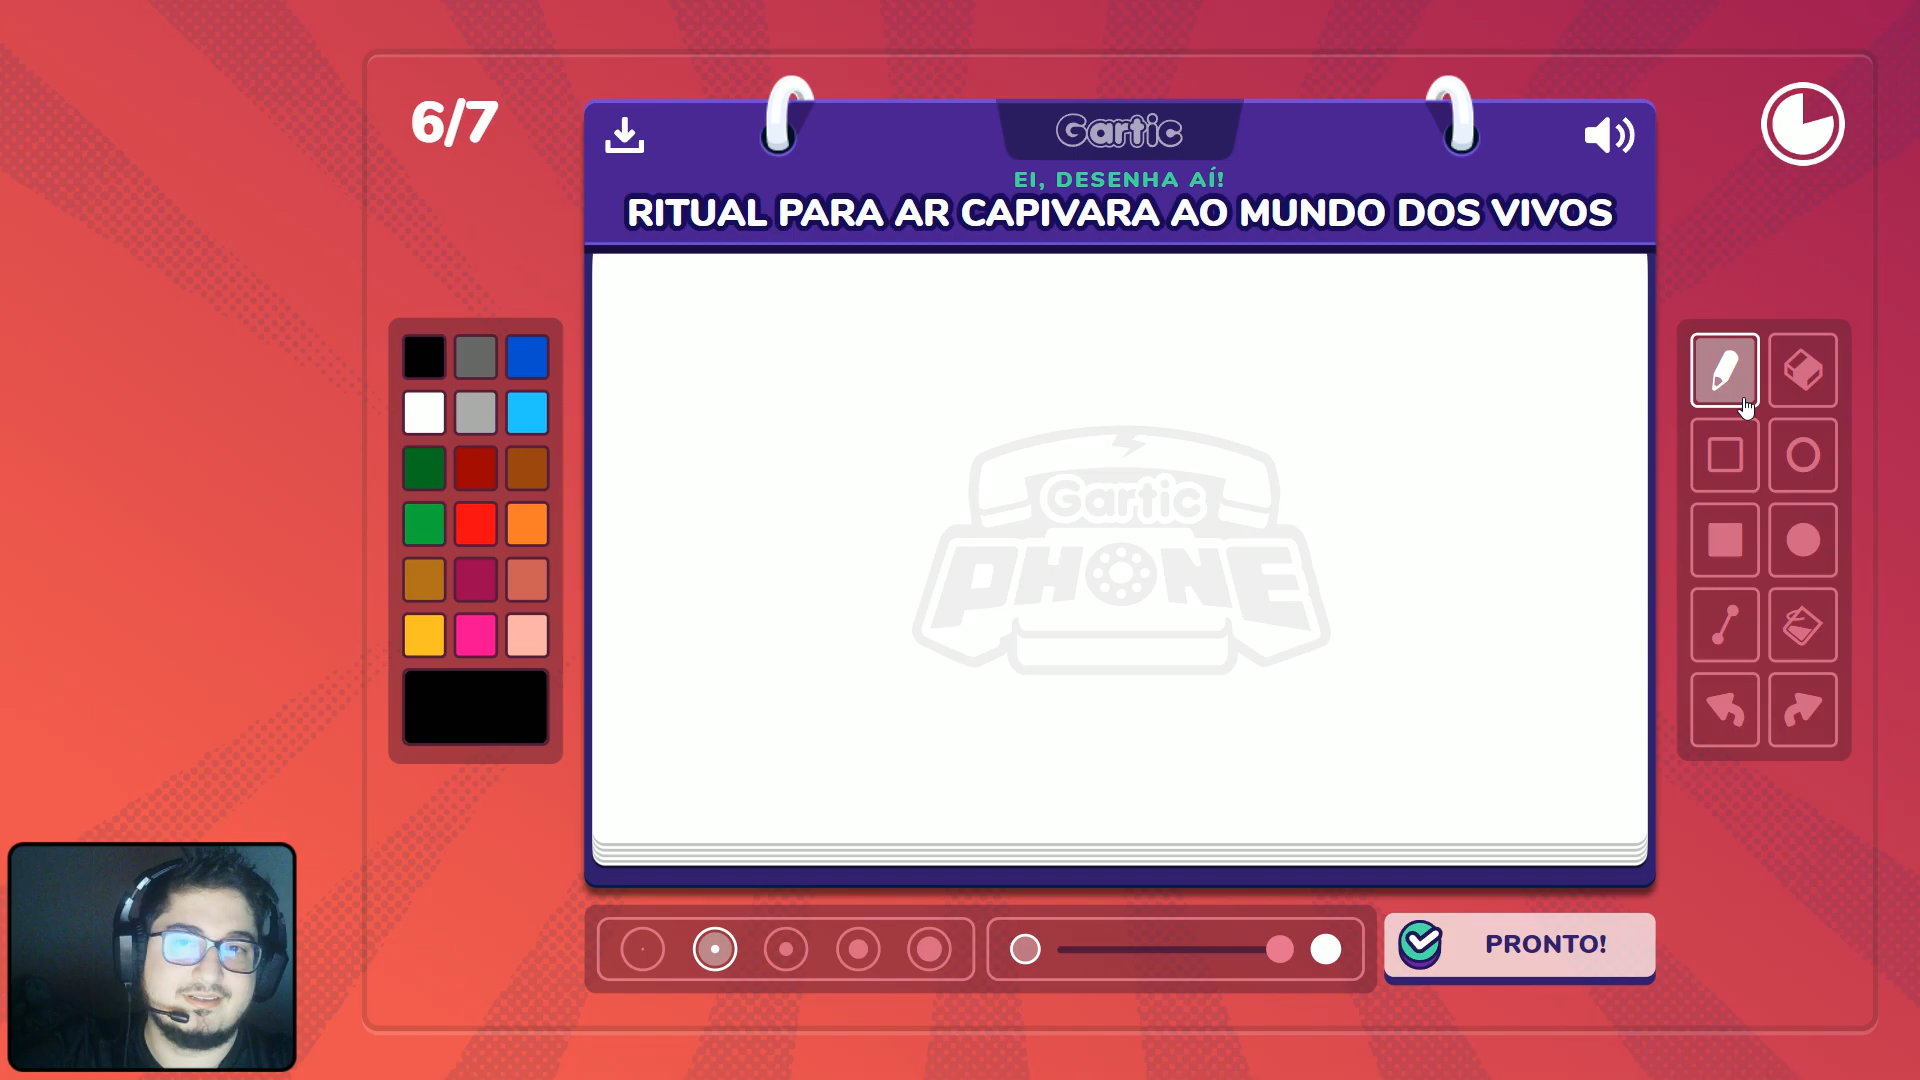 6/7
Gartic
EI, DESENHA AÍ!
RITUAL PARA AR CAPIVARA AO MUNDO DOS VIVOS
Gartic
PHONE
PRONTO!